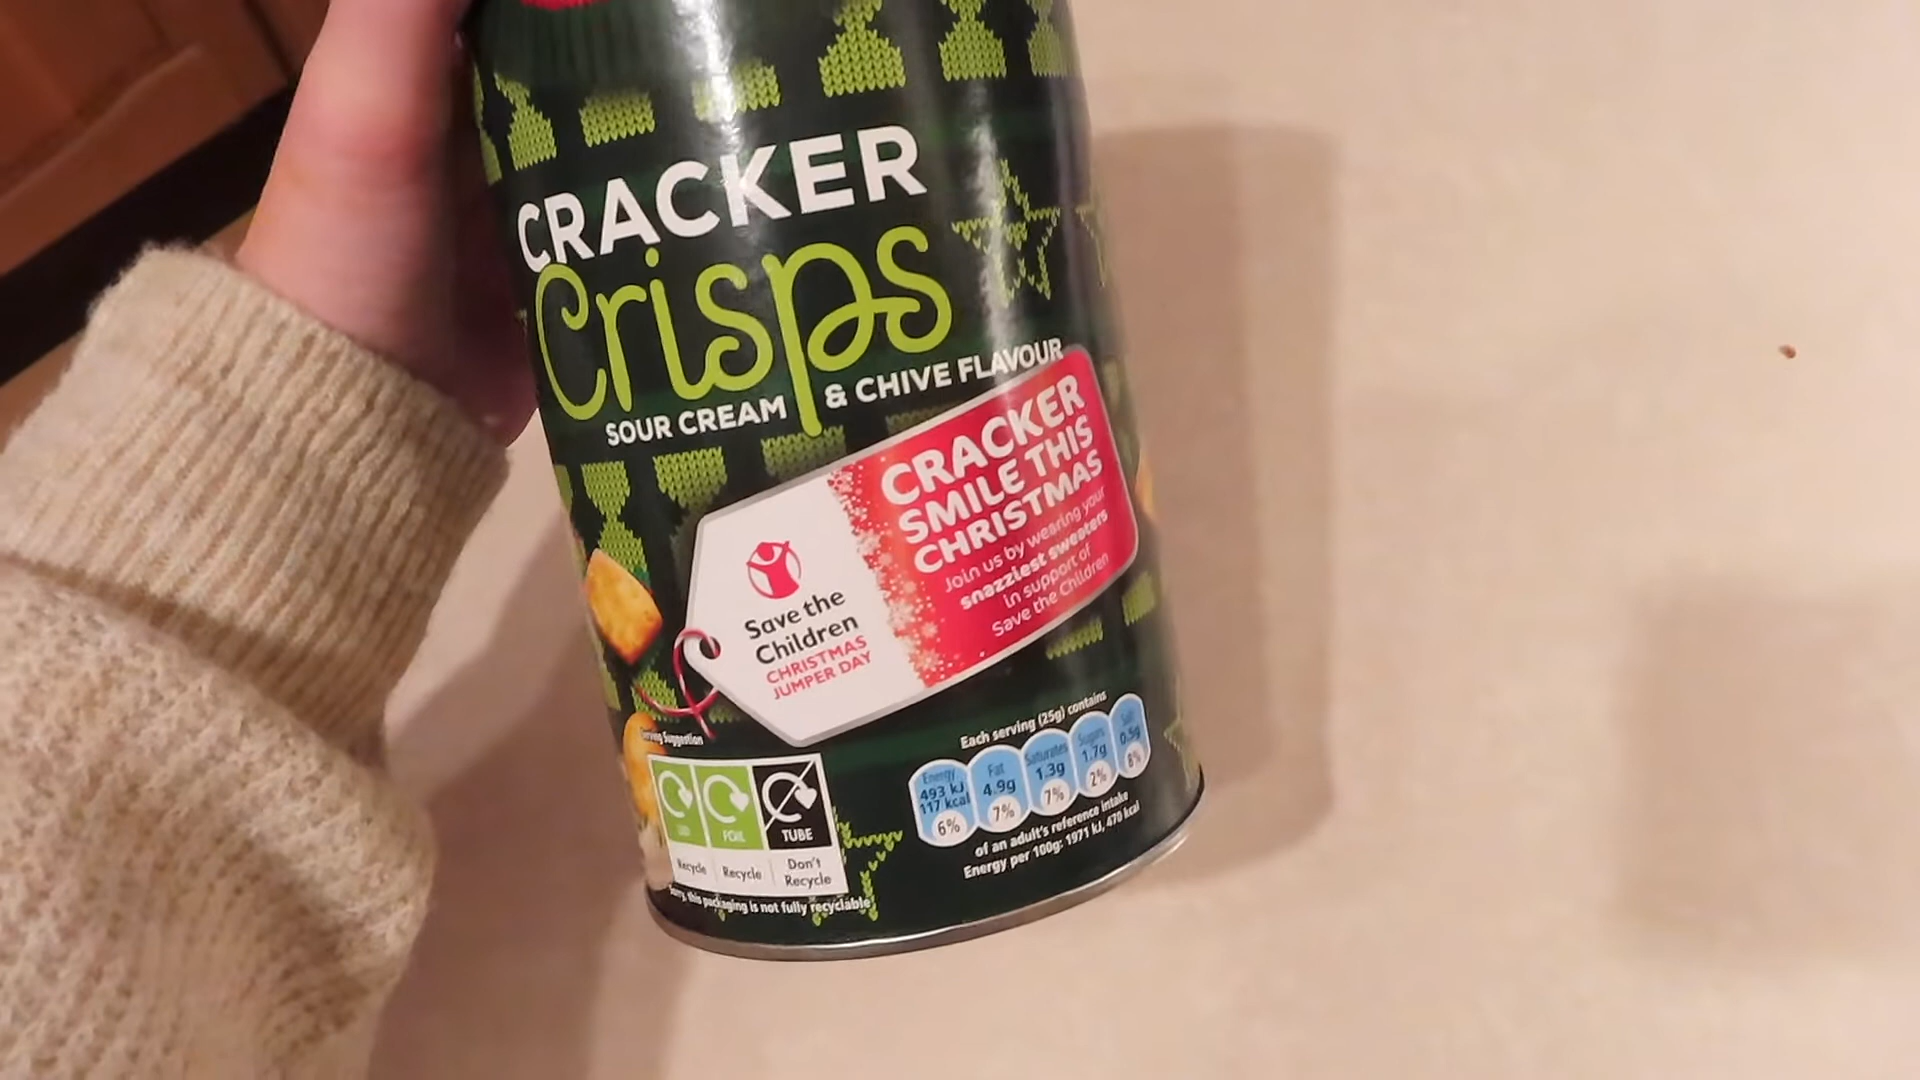 CRACKER
Crisps
SOUR CREAM & CHIVE FLAVOUR
CRACKER
SMILE THIS
CHRISTMAS
Join us by wearing your
snazziest sweaters
in support of
Save the Children
Save the
Children
CHRISTMAS
JUMPER DAY
Serving Suggestion
FOIL
TUBE
Recycle
Recycle
Don't
Recycle
Sorry, this packaging is not fully recyclable
Each serving (25g) contains
Energy
493 kJ
117 kcal
6%
Fat
4.9g
7%
Saturates
1.3g
7%
Sugars
1.7g
2%
Salt
0.5g
8%
of an adult's reference intake
Energy per 100g: 1971 kJ, 470 kcal